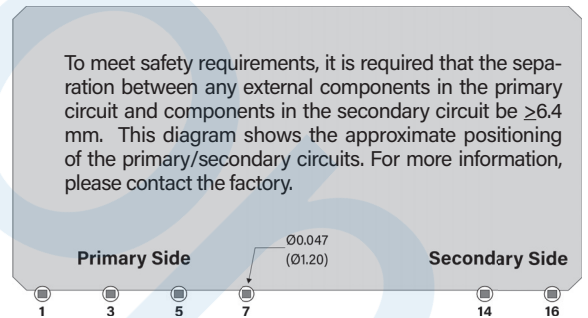 To meet safety requirements, it is required that the sepa-
ration between any external components in the primary
circuit and components in the secondary circuit be ≥6.4
mm. This diagram shows the approximate positioning
of the primary/secondary circuits. For more information,
please contact the factory.
Ø0.047
(Ø1.20)
Primary Side
Secondary Side
1 3 5 7 14 16